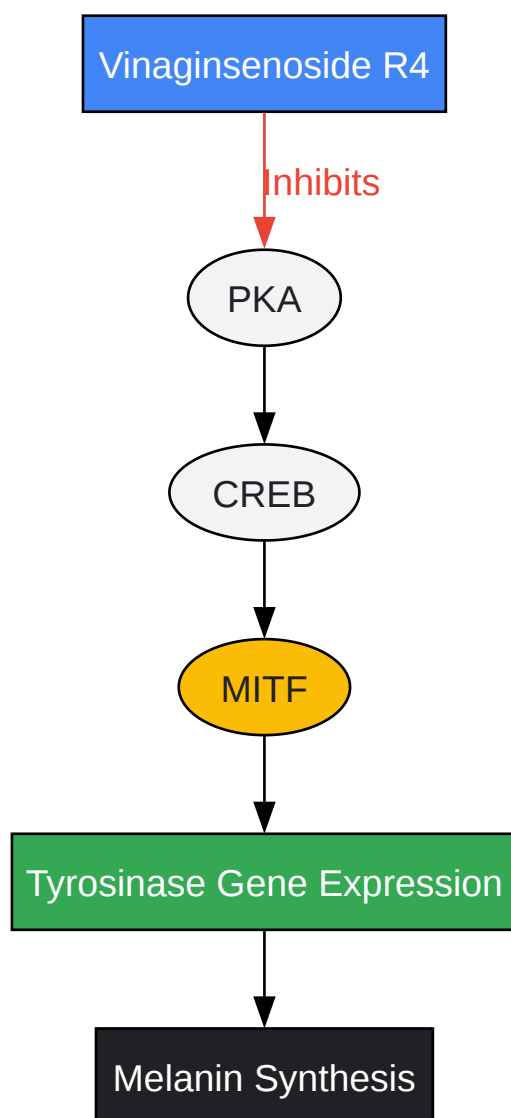 Vinaginsenoside R4
Inhibits
PKA
CREB
MITF
Tyrosinase Gene Expression
Melanin Synthesis